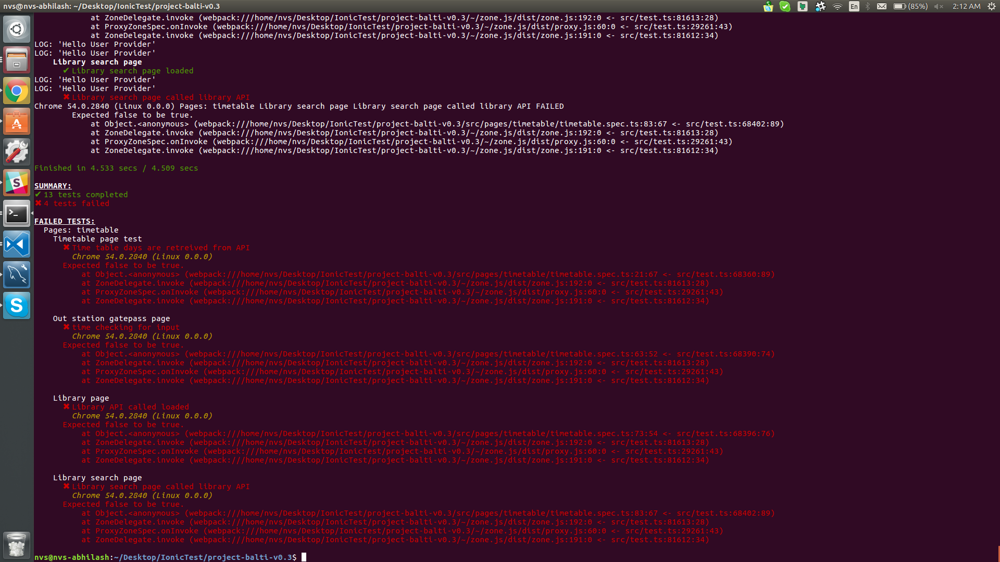 nvs@nvs-abhilash: ~/Desktop/IonicTest/project-balti-v0.3
En (85%) 2:12 AM
at ZoneDelegate.invoke (webpack:///home/nvs/Desktop/IonicTest/project-balti-v0.3/~/zone.js/dist/zone.js:192:0 <- src/test.ts:81613:28)
at ProxyZoneSpec.onInvoke (webpack:///home/nvs/Desktop/IonicTest/project-balti-v0.3/~/zone.js/dist/proxy.js:60:0 <- src/test.ts:29261:43)
at ZoneDelegate.invoke (webpack:///home/nvs/Desktop/IonicTest/project-balti-v0.3/~/zone.js/dist/zone.js:191:0 <- src/test.ts:81612:34)
LOG: 'Hello User Provider'
LOG: 'Hello User Provider'
Library search page
✔ Library search page loaded
LOG: 'Hello User Provider'
LOG: 'Hello User Provider'
✖ Library search page called library API
Chrome 54.0.2840 (Linux 0.0.0) Pages: timetable Library search page Library search page called library API FAILED
Expected false to be true.
at Object.<anonymous> (webpack:///home/nvs/Desktop/IonicTest/project-balti-v0.3/src/pages/timetable/timetable.spec.ts:83:67 <- src/test.ts:68402:89)
at ZoneDelegate.invoke (webpack:///home/nvs/Desktop/IonicTest/project-balti-v0.3/~/zone.js/dist/zone.js:192:0 <- src/test.ts:81613:28)
at ProxyZoneSpec.onInvoke (webpack:///home/nvs/Desktop/IonicTest/project-balti-v0.3/~/zone.js/dist/proxy.js:60:0 <- src/test.ts:29261:43)
at ZoneDelegate.invoke (webpack:///home/nvs/Desktop/IonicTest/project-balti-v0.3/~/zone.js/dist/zone.js:191:0 <- src/test.ts:81612:34)
Finished in 4.533 secs / 4.509 secs
SUMMARY:
✔ 13 tests completed
✖ 4 tests failed
FAILED TESTS:
Pages: timetable
Timetable page test
✖ Time table days are retreived from API
Chrome 54.0.2840 (Linux 0.0.0)
Expected false to be true.
at Object.<anonymous> (webpack:///home/nvs/Desktop/IonicTest/project-balti-v0.3/src/pages/timetable/timetable.spec.ts:21:67 <- src/test.ts:68360:89)
at ZoneDelegate.invoke (webpack:///home/nvs/Desktop/IonicTest/project-balti-v0.3/~/zone.js/dist/zone.js:192:0 <- src/test.ts:81613:28)
at ProxyZoneSpec.onInvoke (webpack:///home/nvs/Desktop/IonicTest/project-balti-v0.3/~/zone.js/dist/proxy.js:60:0 <- src/test.ts:29261:43)
at ZoneDelegate.invoke (webpack:///home/nvs/Desktop/IonicTest/project-balti-v0.3/~/zone.js/dist/zone.js:191:0 <- src/test.ts:81612:34)
Out station gatepass page
✖ time checking for input
Chrome 54.0.2840 (Linux 0.0.0)
Expected false to be true.
at Object.<anonymous> (webpack:///home/nvs/Desktop/IonicTest/project-balti-v0.3/src/pages/timetable/timetable.spec.ts:63:52 <- src/test.ts:68390:74)
at ZoneDelegate.invoke (webpack:///home/nvs/Desktop/IonicTest/project-balti-v0.3/~/zone.js/dist/zone.js:192:0 <- src/test.ts:81613:28)
at ProxyZoneSpec.onInvoke (webpack:///home/nvs/Desktop/IonicTest/project-balti-v0.3/~/zone.js/dist/proxy.js:60:0 <- src/test.ts:29261:43)
at ZoneDelegate.invoke (webpack:///home/nvs/Desktop/IonicTest/project-balti-v0.3/~/zone.js/dist/zone.js:191:0 <- src/test.ts:81612:34)
Library page
✖ Library API called loaded
Chrome 54.0.2840 (Linux 0.0.0)
Expected false to be true.
at Object.<anonymous> (webpack:///home/nvs/Desktop/IonicTest/project-balti-v0.3/src/pages/timetable/timetable.spec.ts:73:54 <- src/test.ts:68396:76)
at ZoneDelegate.invoke (webpack:///home/nvs/Desktop/IonicTest/project-balti-v0.3/~/zone.js/dist/zone.js:192:0 <- src/test.ts:81613:28)
at ProxyZoneSpec.onInvoke (webpack:///home/nvs/Desktop/IonicTest/project-balti-v0.3/~/zone.js/dist/proxy.js:60:0 <- src/test.ts:29261:43)
at ZoneDelegate.invoke (webpack:///home/nvs/Desktop/IonicTest/project-balti-v0.3/~/zone.js/dist/zone.js:191:0 <- src/test.ts:81612:34)
Library search page
✖ Library search page called library API
Chrome 54.0.2840 (Linux 0.0.0)
Expected false to be true.
at Object.<anonymous> (webpack:///home/nvs/Desktop/IonicTest/project-balti-v0.3/src/pages/timetable/timetable.spec.ts:83:67 <- src/test.ts:68402:89)
at ZoneDelegate.invoke (webpack:///home/nvs/Desktop/IonicTest/project-balti-v0.3/~/zone.js/dist/zone.js:192:0 <- src/test.ts:81613:28)
at ProxyZoneSpec.onInvoke (webpack:///home/nvs/Desktop/IonicTest/project-balti-v0.3/~/zone.js/dist/proxy.js:60:0 <- src/test.ts:29261:43)
at ZoneDelegate.invoke (webpack:///home/nvs/Desktop/IonicTest/project-balti-v0.3/~/zone.js/dist/zone.js:191:0 <- src/test.ts:81612:34)
nvs@nvs-abhilash:~/Desktop/IonicTest/project-balti-v0.3$